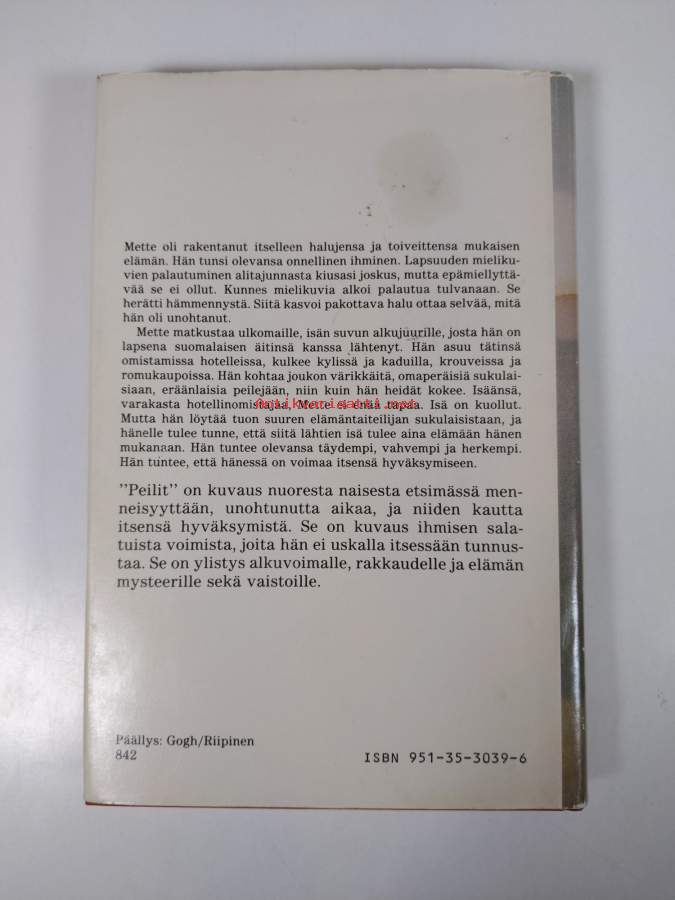 Mette oli rakentanut itselleen halujensa ja toiveittensa mukaisen
elämän. Hän tunsi olevansa onnellinen ihminen. Lapsuuden mieliku-
vien palautuminen alitajunnasta kiusasi joskus, mutta epämiellyttä-
vää se ei ollut. Kunnes mielikuvia alkoi palautua tulvanaan. Se
herätti hämmennystä. Siitä kasvoi pakottava halu ottaa selvää, mitä
hän oli unohtanut.
Mette matkustaa ulkomaille, isän suvun alkujuurille, josta hän on
lapsena suomalaisen äitinsä kanssa lähtenyt. Hän asuu tätinsä
omistamissa hotelleissa, kulkee kylissä ja kaduilla, krouveissa ja
romukaupoissa. Hän kohtaa joukon värikkäitä, omaperäisiä sukulai-
siaan, eräänlaisia peilejään, niin kuin hän heidät kokee. Isäänsä,
varakasta hotellinomistajaa, Mette ei enää tapaa. Isä on kuollut.
Antikvariaatti.net
Mutta hän löytää tuon suuren elämäntaiteilijan sukulaisistaan, ja
hänelle tulee tunne, että siitä lähtien isä tulee aina elämään hänen
mukanaan. Hän tuntee olevansa täydempi, vahvempi ja herkempi.
Hän tuntee, että hänessä on voimaa itsensä hyväksymiseen.
"Peilit" on kuvaus nuoresta naisesta etsimässä men-
neisyyttään, unohtunutta aikaa, ja niiden kautta
itsensä hyväksymistä. Se on kuvaus ihmisen sala-
tuista voimista, joita hän ei uskalla itsessään tunnus-
taa. Se on ylistys alkuvoimalle, rakkaudelle ja elämän
mysteerille sekä vaistoille.
Päällys: Gogh/Riipinen
842
ISBN 951-35-3039-6